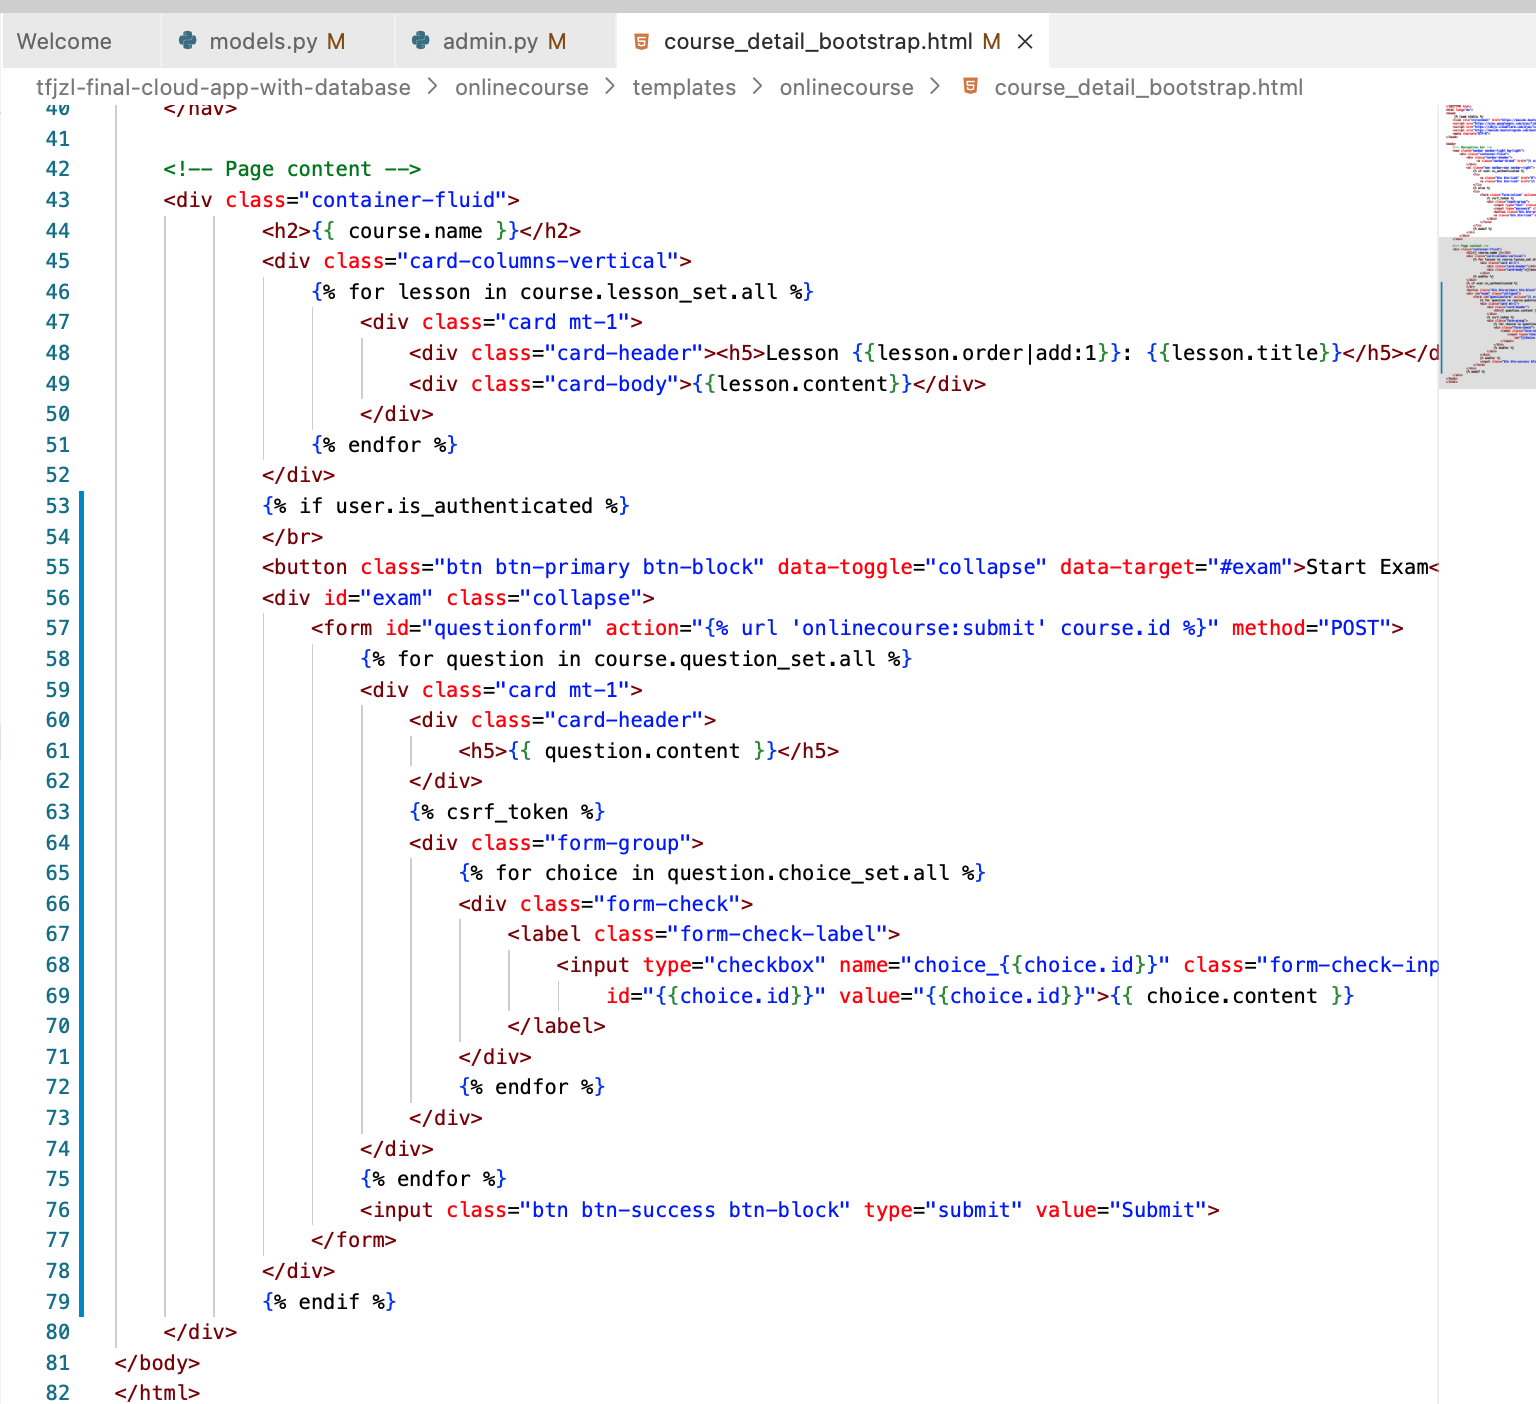 Welcome models.py M admin.py M course_detail_bootstrap.html M
tfjzl-final-cloud-app-with-database > onlinecourse > templates > onlinecourse > course_detail_bootstrap.html
40 </nav>
41
42 <!-- Page content -->
43 <div class="container-fluid">
44 <h2>{{ course.name }}</h2>
45 <div class="card-columns-vertical">
46 {% for lesson in course.lesson_set.all %}
47 <div class="card mt-1">
48 <div class="card-header"><h5>Lesson {{lesson.order|add:1}}: {{lesson.title}}</h5></d
49 <div class="card-body">{{lesson.content}}</div>
50 </div>
51 {% endfor %}
52 </div>
53 {% if user.is_authenticated %}
54 </br>
55 <button class="btn btn-primary btn-block" data-toggle="collapse" data-target="#exam">Start Exam<
56 <div id="exam" class="collapse">
57 <form id="questionform" action="{% url 'onlinecourse:submit' course.id %}" method="POST">
58 {% for question in course.question_set.all %}
59 <div class="card mt-1">
60 <div class="card-header">
61 <h5>{{ question.content }}</h5>
62 </div>
63 {% csrf_token %}
64 <div class="form-group">
65 {% for choice in question.choice_set.all %}
66 <div class="form-check">
67 <label class="form-check-label">
68 <input type="checkbox" name="choice_{{choice.id}}" class="form-check-inp
69 id="{{choice.id}}" value="{{choice.id}}">{{ choice.content }}
70 </label>
71 </div>
72 {% endfor %}
73 </div>
74 </div>
75 {% endfor %}
76 <input class="btn btn-success btn-block" type="submit" value="Submit">
77 </form>
78 </div>
79 {% endif %}
80 </div>
81 </body>
82 </html>